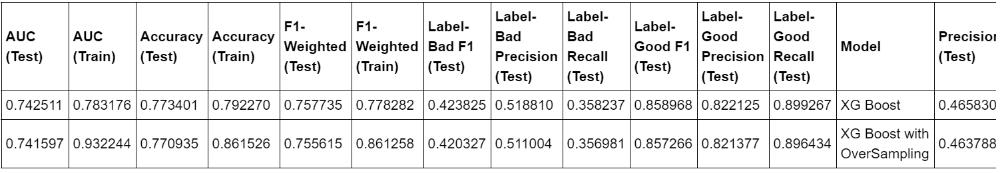 AUC (Test) AUC (Train) Accuracy (Test) Accuracy (Train) F1-Weighted (Test) F1-Weighted (Train) Label-Bad F1 (Test) Label-Bad Precision (Test) Label-Bad Recall (Test) Label-Good F1 (Test) Label-Good Precision (Test) Label-Good Recall (Test) Model Precision (Test)
0.742511 0.783176 0.773401 0.792270 0.757735 0.778282 0.423825 0.518810 0.358237 0.858968 0.822125 0.899267 XG Boost 0.465830
0.741597 0.932244 0.770935 0.861526 0.755615 0.861258 0.420327 0.511004 0.356981 0.857266 0.821377 0.896434 XG Boost with OverSampling 0.463788